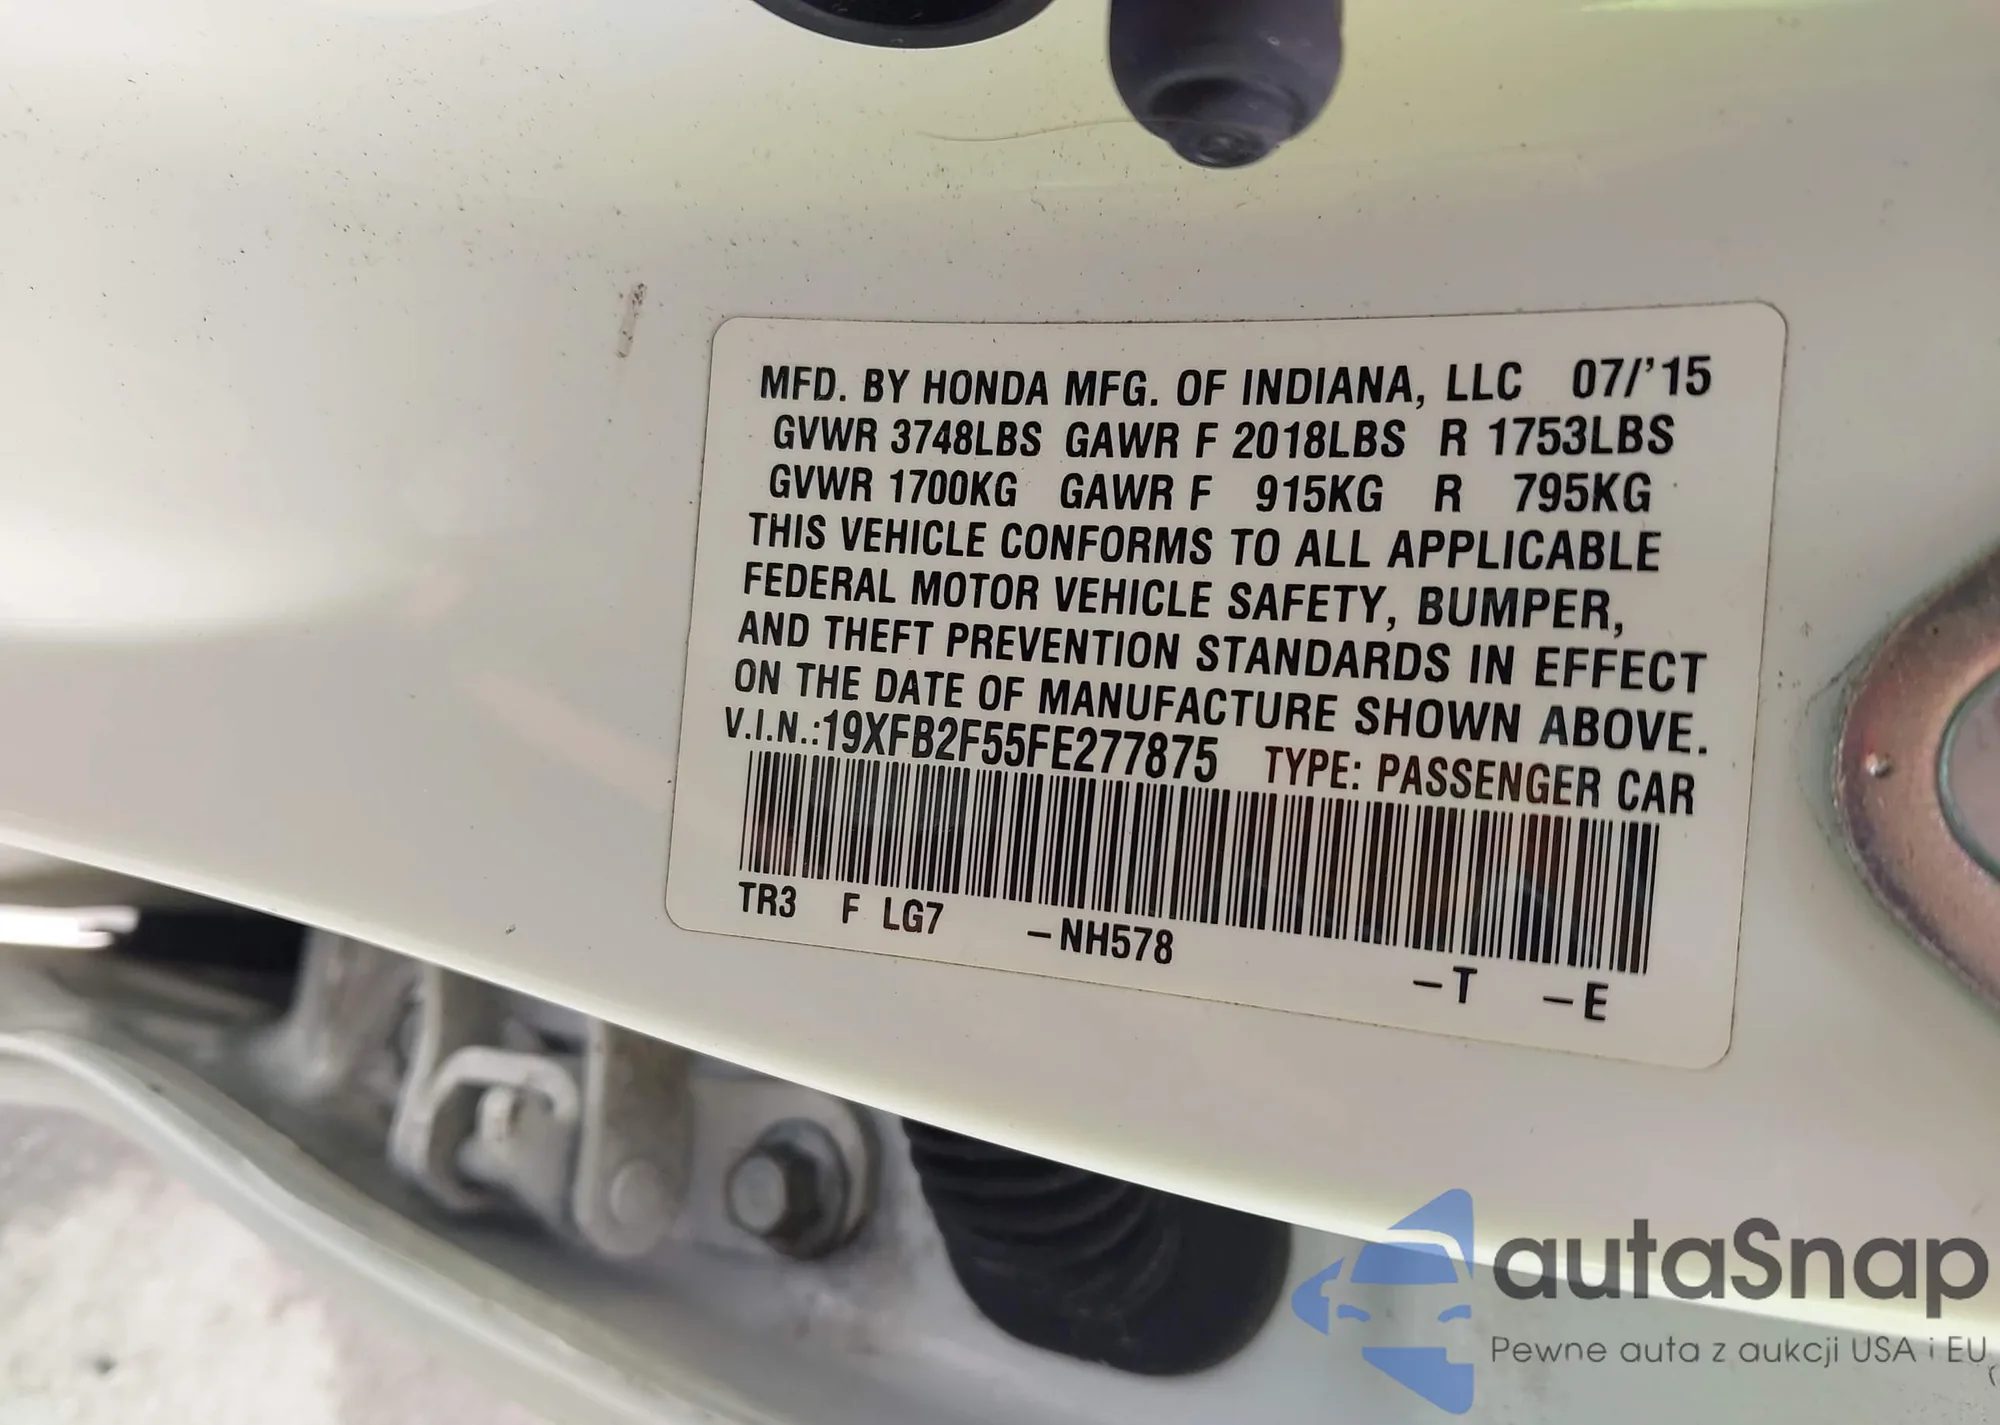 MFD. BY HONDA MFG. OF INDIANA, LLC 07/'15
GVWR 3748LBS GAWR F 2018LBS R 1753LBS
GVWR 1700KG GAWR F 915KG R 795KG
THIS VEHICLE CONFORMS TO ALL APPLICABLE
FEDERAL MOTOR VEHICLE SAFETY, BUMPER,
AND THEFT PREVENTION STANDARDS IN EFFECT
ON THE DATE OF MANUFACTURE SHOWN ABOVE.
V.I.N.:19XFB2F55FE277875 TYPE: PASSENGER CAR
TR3 F LG7 -NH578 -T -E
autaSnap
Pewne auta z aukcji USA i EU